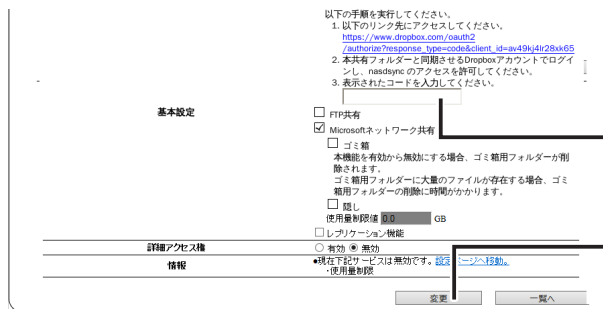 以下の手順を実行してください。
1. 以下のリンク先にアクセスしてください。
https://www.dropbox.com/oauth2
/authorize?response_type=code&client_id=av49kj4lr28xk65
2. 本共有フォルダーと同期させるDropboxアカウントでログイ
ンし、nasdsync のアクセスを許可してください。
3. 表示されたコードを入力してください。
基本設定
FTP共有
Microsoftネットワーク共有
ゴミ箱
本機能を有効から無効にする場合、ゴミ箱用フォルダーが削
除されます。
ゴミ箱用フォルダーに大量のファイルが存在する場合、ゴミ
箱用フォルダーの削除に時間がかかります。
隠し
使用量制限値 0.0 GB
レプリケーション機能
詳細アクセス権 有効 無効
情報 ●現在下記サービスは無効です。設定ページへ移動。
・使用量制限
変更 一覧へ